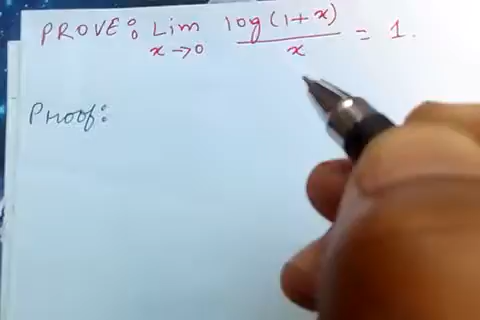 PROVE: Lim log(1+x) / x = 1.
x→0
Proof: